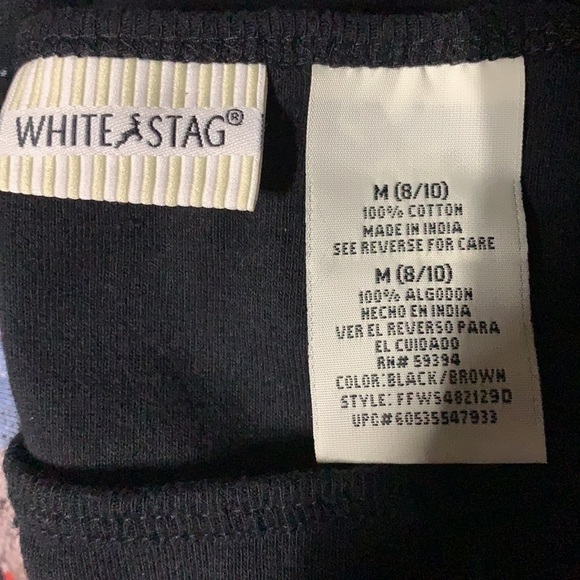 WHITE STAG®
M (8/10)
100% COTTON
MADE IN INDIA
SEE REVERSE FOR CARE
M (8/10)
100% ALGODON
HECHO EN INDIA
VER EL REVERSO PARA
EL CUIDADO
RN# 59394
COLOR:BLACK/BROWN
STYLE: FFWS482129D
UPC#60535547933